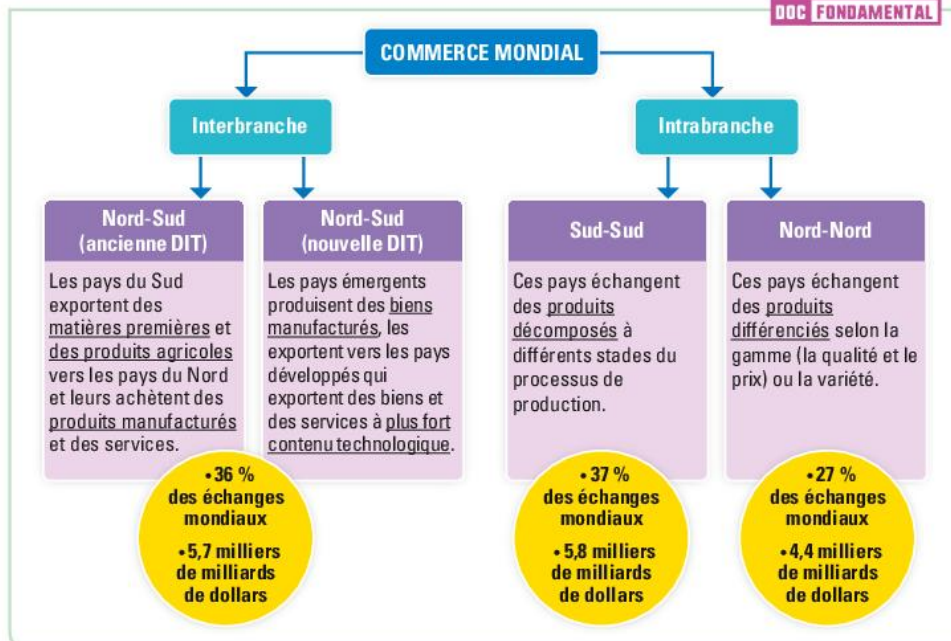 DOC FONDAMENTAL
COMMERCE MONDIAL
Interbranche
Intrabranche
Nord-Sud
(ancienne DIT)
Les pays du Sud
exportent des
matières premières et
des produits agricoles
vers les pays du Nord
et leurs achètent des
produits manufacturés
et des services.
Nord-Sud
(nouvelle DIT)
Les pays émergents
produisent des biens
manufacturés, les
exportent vers les pays
développés qui
exportent des biens et
des services à plus fort
contenu technologique.
•36 %
des échanges
mondiaux
•5,7 milliers
de milliards
de dollars
Sud-Sud
Ces pays échangent
des produits
décomposés à
différents stades du
processus de
production.
•37 %
des échanges
mondiaux
•5,8 milliers
de milliards
de dollars
Nord-Nord
Ces pays échangent
des produits
différenciés selon la
gamme (la qualité et le
prix) ou la variété.
•27 %
des échanges
mondiaux
•4,4 milliers
de milliards
de dollars